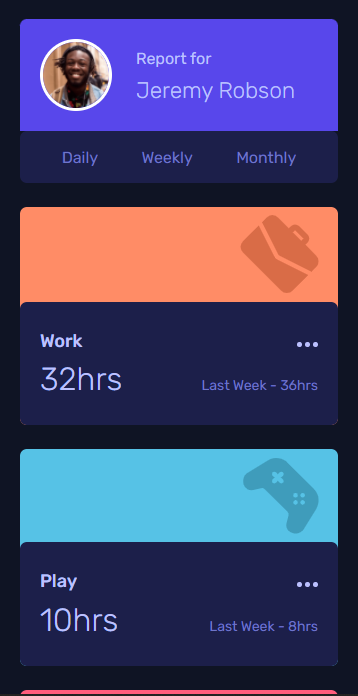 Report for
Jeremy Robson
Daily Weekly Monthly
Work
32hrs
Last Week - 36hrs
Play
10hrs
Last Week - 8hrs